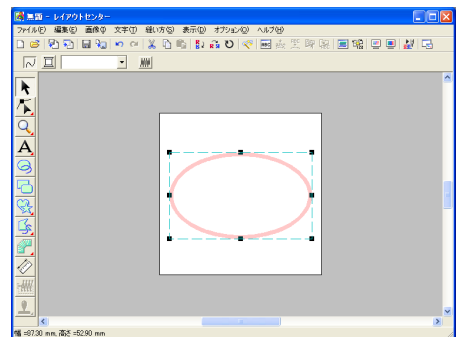 無題 - レイアウトセンター
ファイル(F) 編集(E) 画像(I) 文字(T) 縫い方(S) 表示(D) オプション(O) ヘルプ(H)
A
幅 =87.30 mm, 高さ =52.90 mm